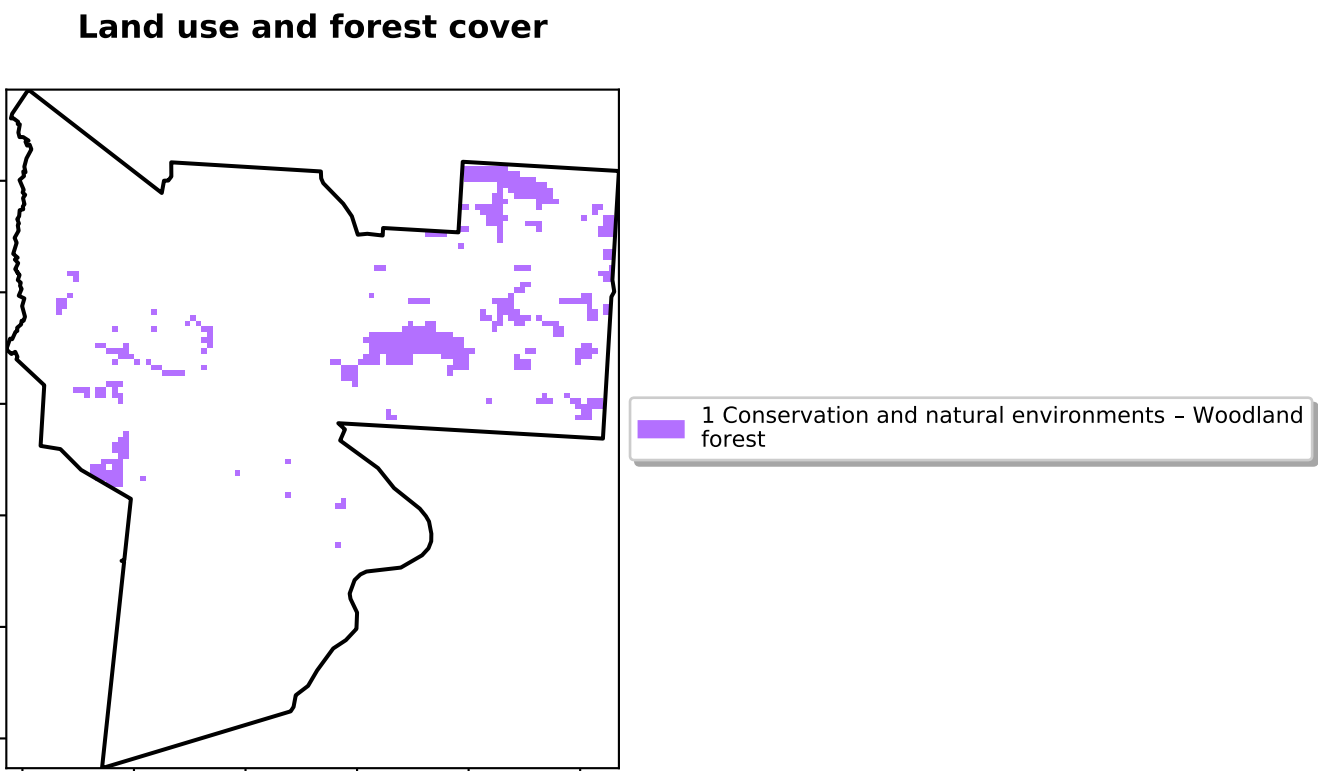 Land use and forest cover
1 Conservation and natural environments – Woodland
forest